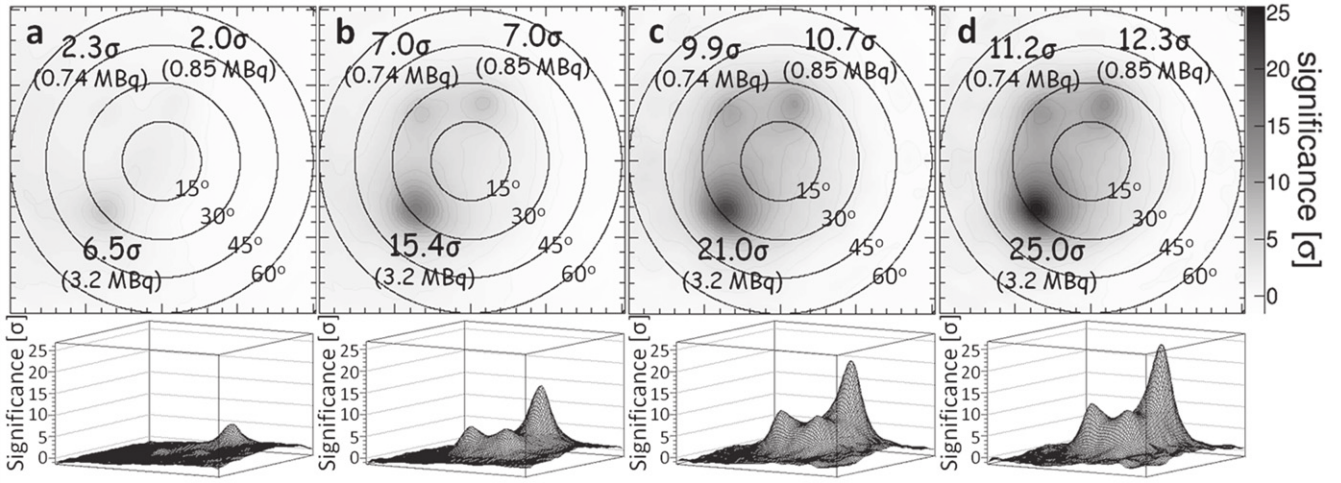 a
2.3σ
(0.74 MBq)
2.0σ
(0.85 MBq)
15°
30°
45°
60°
6.5σ
(3.2 MBq)
b
7.0σ
(0.74 MBq)
7.0σ
(0.85 MBq)
15°
30°
45°
60°
15.4σ
(3.2 MBq)
c
9.9σ
(0.74 MBq)
10.7σ
(0.85 MBq)
15°
30°
45°
60°
21.0σ
(3.2 MBq)
d
11.2σ
(0.74 MBq)
12.3σ
(0.85 MBq)
15°
30°
45°
60°
25.0σ
(3.2 MBq)
25
20
15
10
5
0
significance [σ]
Significance [σ]
25
20
15
10
5
0
Significance [σ]
25
20
15
10
5
0
Significance [σ]
25
20
15
10
5
0
Significance [σ]
25
20
15
10
5
0